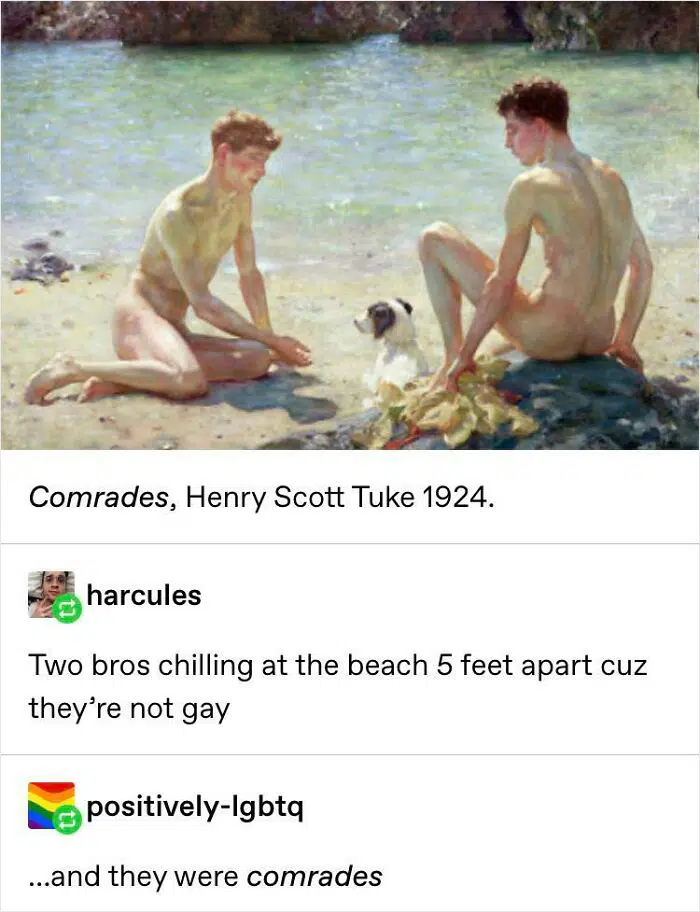 Comrades, Henry Scott Tuke 1924.
harcules
Two bros chilling at the beach 5 feet apart cuz
they’re not gay
positively-lgbtq
...and they were comrades